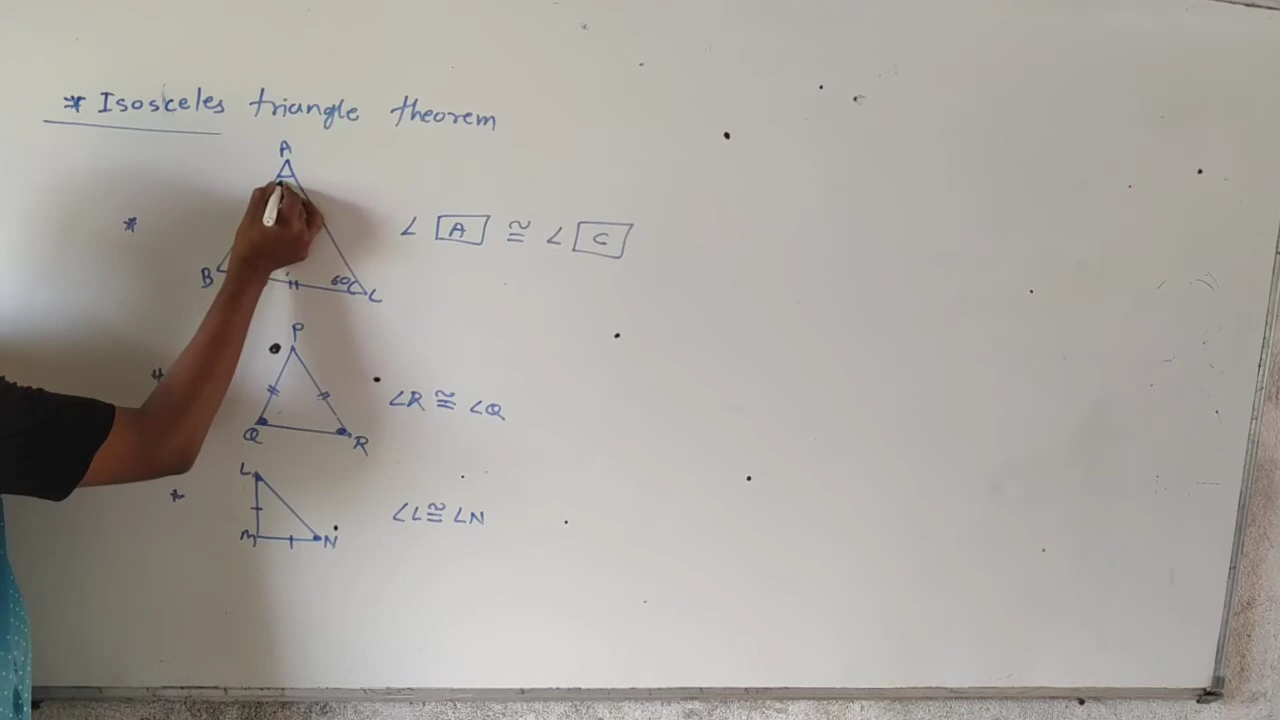 * Isosceles triangle theorem
A
* ∠ A ≅ ∠ C
B 60 C
P
* ∠R ≅ ∠Q
Q R
L
* ∠L ≅ ∠N
M N